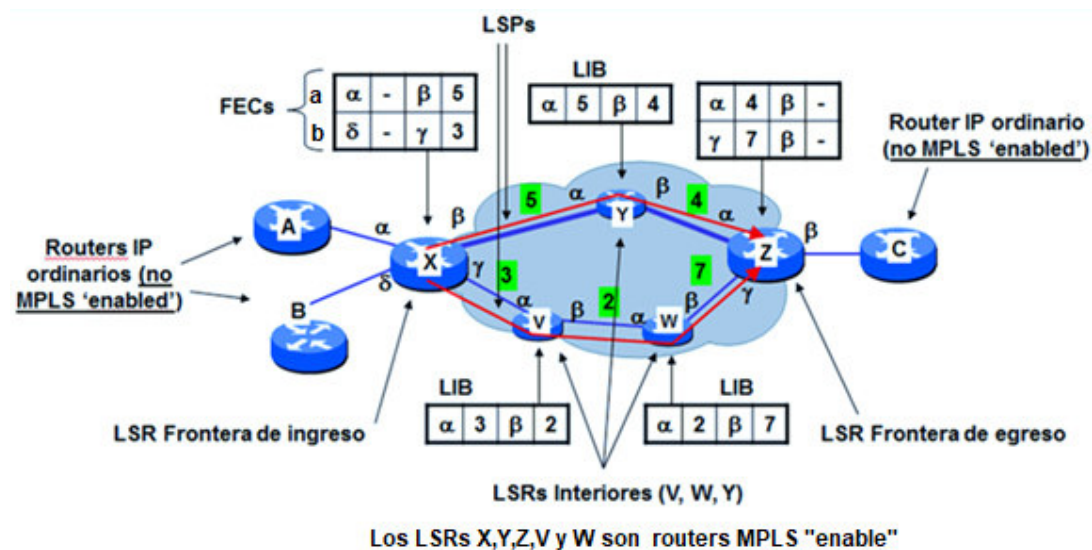 LSPs
LIB
FECs
a α - β 5
b δ - γ 3
α 5 β 4
α 4 β -
γ 7 β -
Router IP ordinario
(no MPLS ‘enabled’)
A
α
β
5
α
Y
β
4
α
Z
β
C
X
Routers IP
ordinarios (no
MPLS ‘enabled’)
δ
γ
3
7
γ
B
α
V
β
2
α
W
β
LIB
α 3 β 2
LIB
α 2 β 7
LSR Frontera de ingreso
LSR Frontera de egreso
LSRs Interiores (V, W, Y)
Los LSRs X,Y,Z,V y W son routers MPLS "enable"